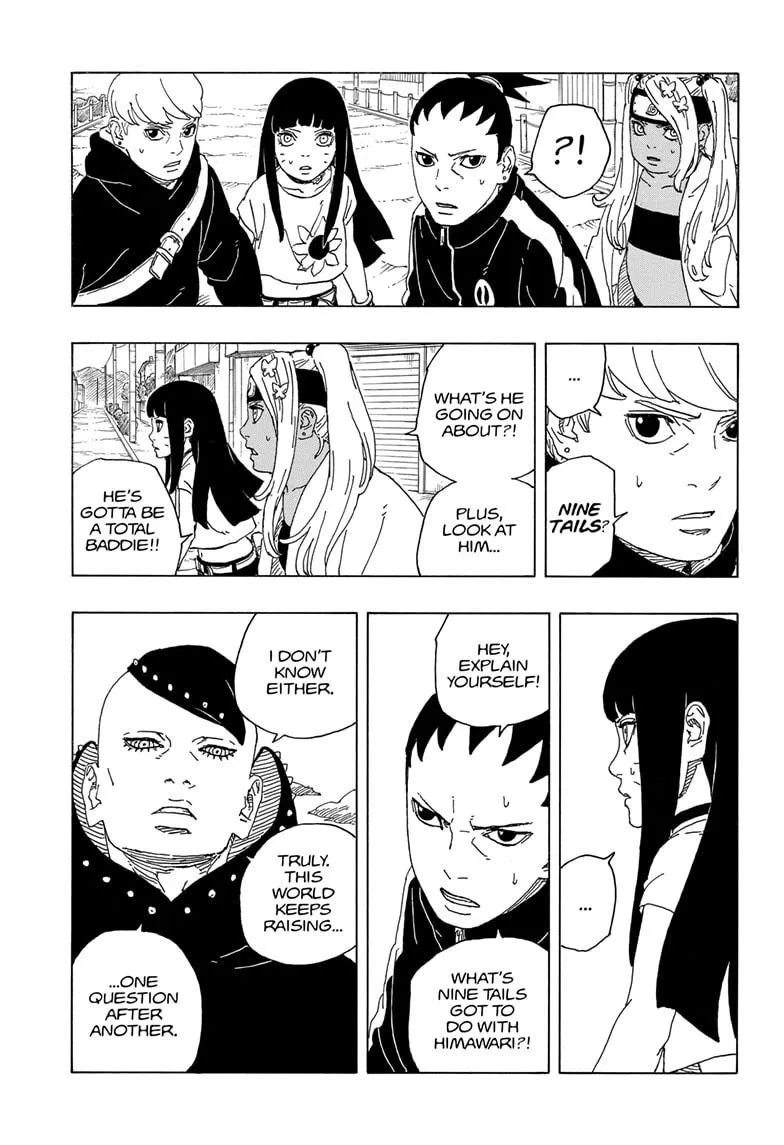 ?!
...
NINE
TAILS?
WHAT'S HE
GOING ON
ABOUT?!
PLUS,
LOOK AT
HIM...
HE'S
GOTTA BE
A TOTAL
BADDIE!!
...
HEY,
EXPLAIN
YOURSELF!
WHAT'S
NINE TAILS
GOT TO
DO WITH
HIMAWARI?!
I DON'T
KNOW
EITHER.
TRULY.
THIS
WORLD
KEEPS
RAISING...
...ONE
QUESTION
AFTER
ANOTHER.